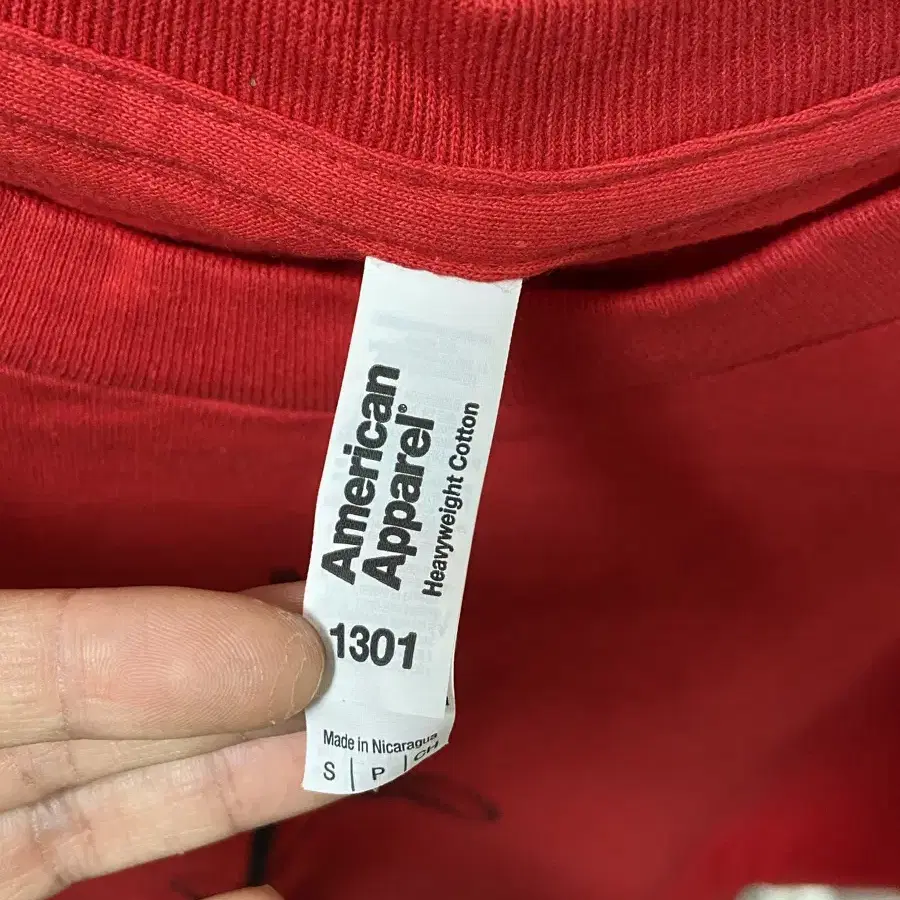 American
Apparel®
Heavyweight Cotton
1301
Made in Nicaragua
S | P | CH